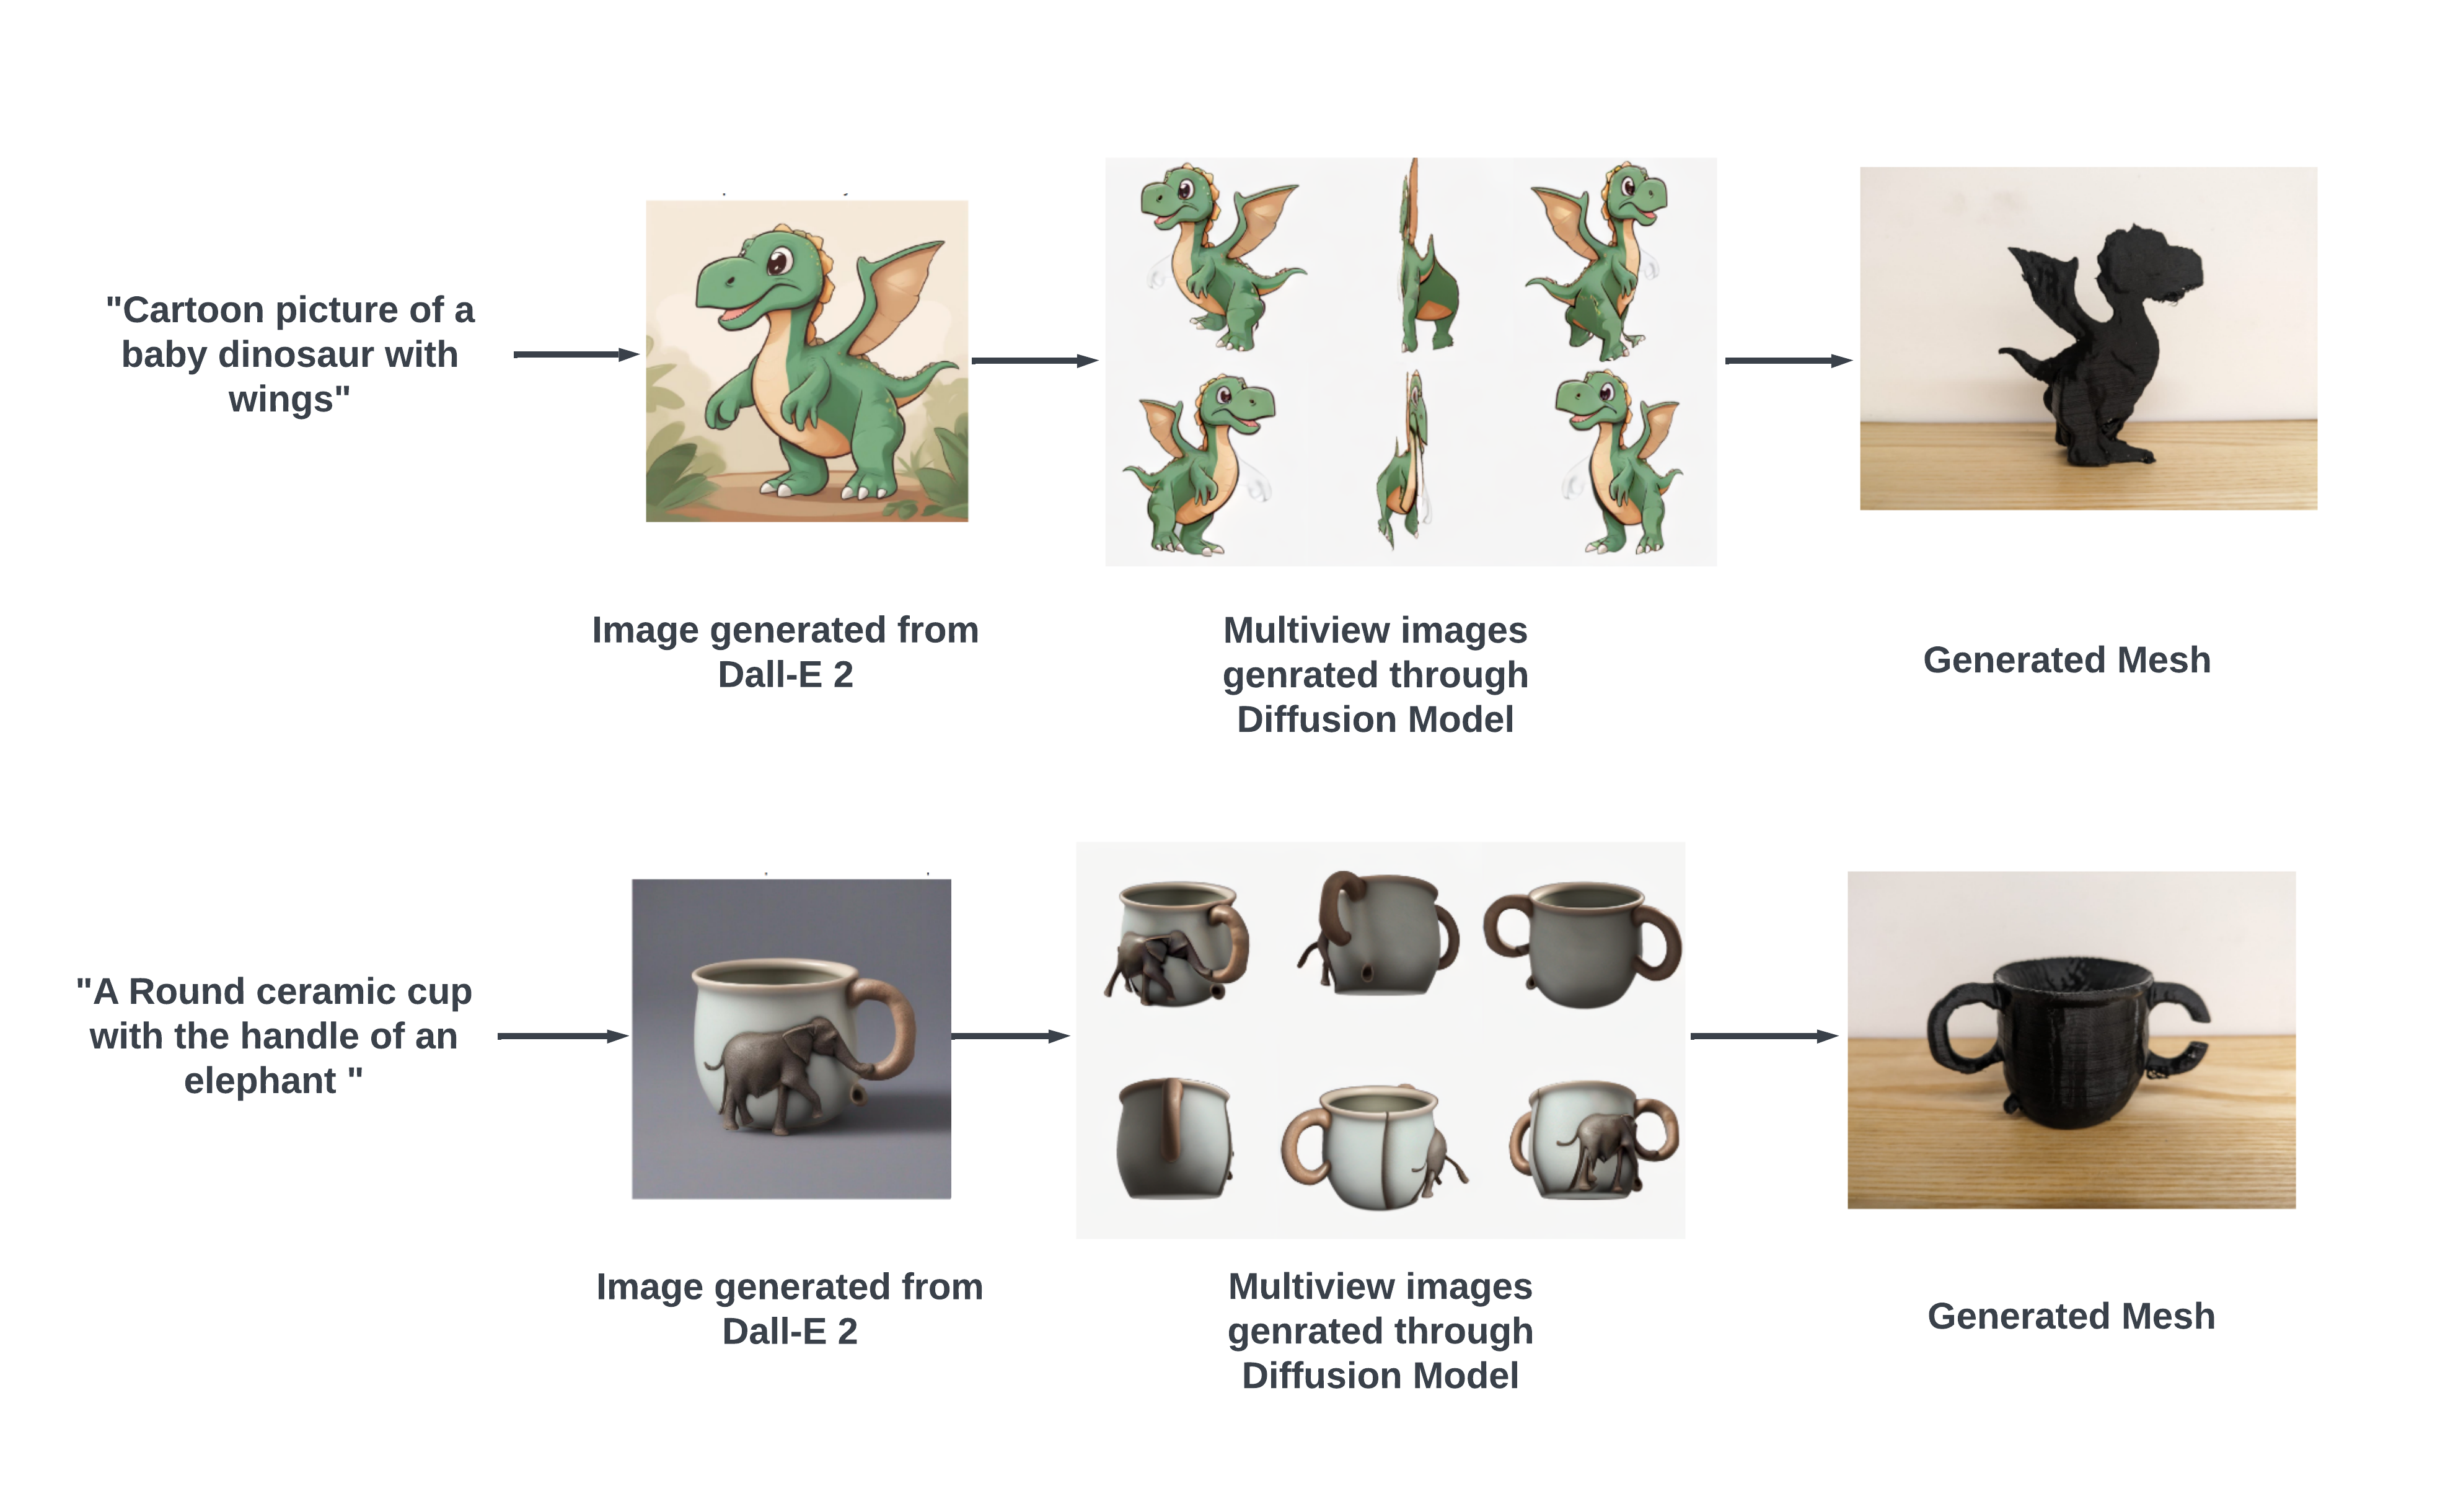 "Cartoon picture of a
baby dinosaur with
wings"
Image generated from
Dall-E 2
Multiview images
genrated through
Diffusion Model
Generated Mesh
"A Round ceramic cup
with the handle of an
elephant "
Image generated from
Dall-E 2
Multiview images
genrated through
Diffusion Model
Generated Mesh